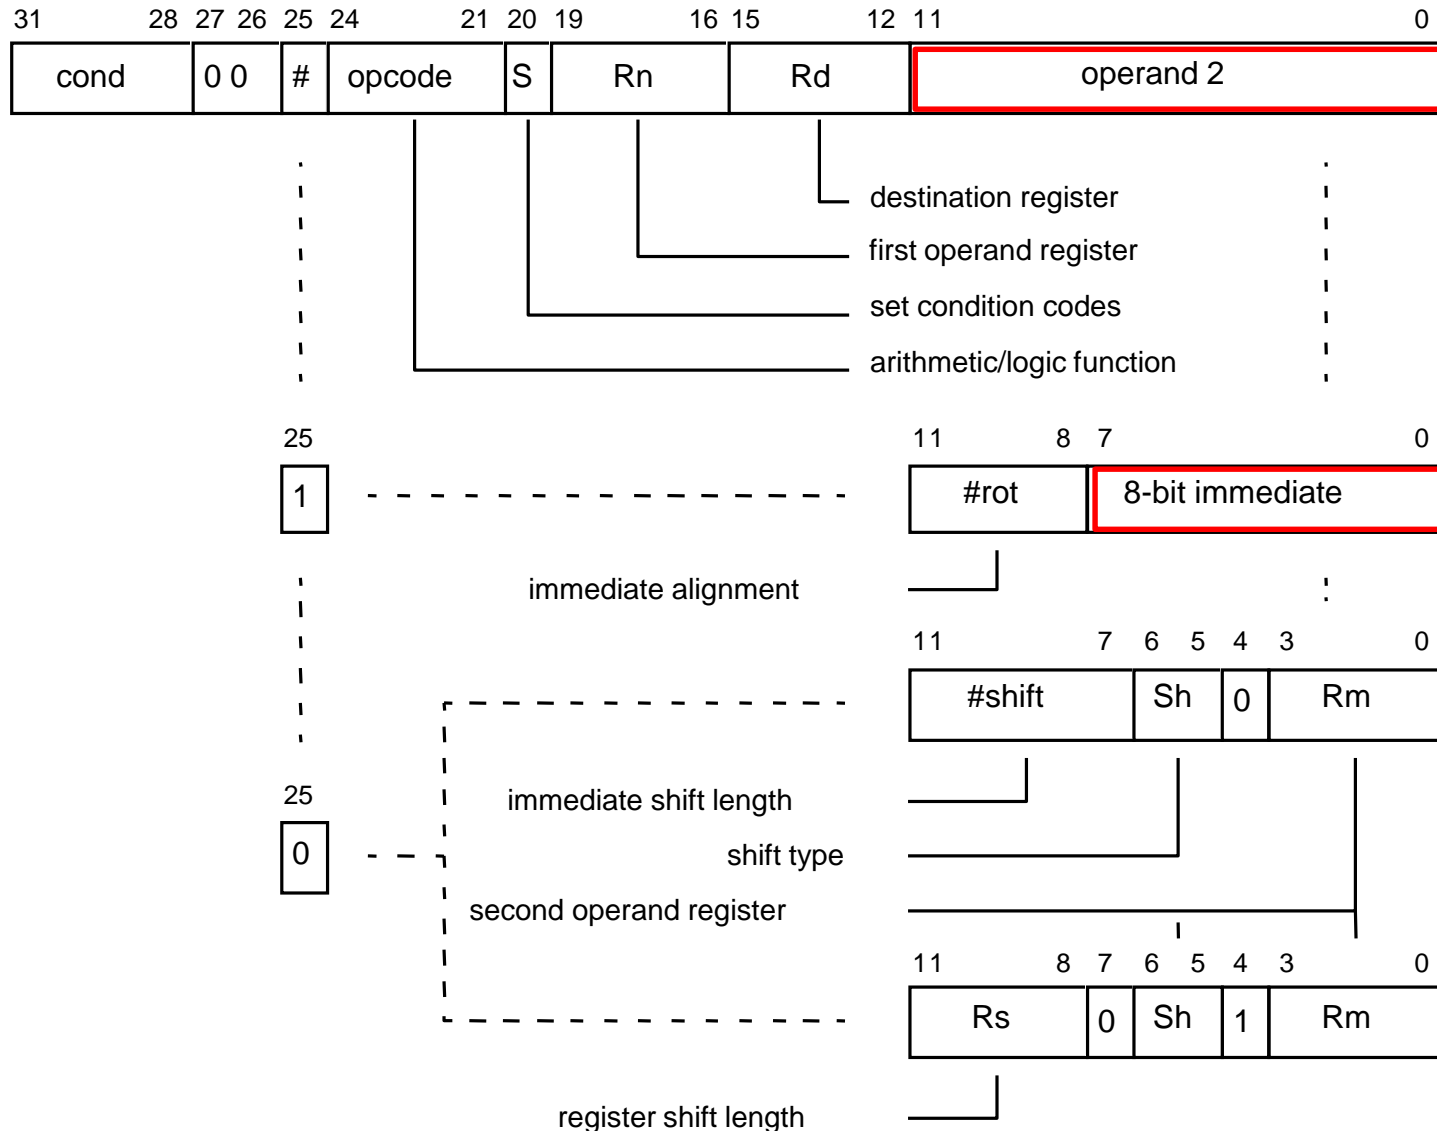 31 28 27 26 25 24 21 20 19 16 15 12 11 0
cond 0 0 # opcode S Rn Rd operand 2
destination register
first operand register
set condition codes
arithmetic/logic function
25 11 8 7 0
1 #rot 8-bit immediate
immediate alignment
11 7 6 5 4 3 0
#shift Sh 0 Rm
25 immediate shift length
0 shift type
second operand register
11 8 7 6 5 4 3 0
Rs 0 Sh 1 Rm
register shift length